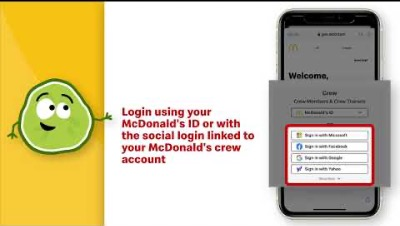 Login using your
McDonald's ID or with
the social login linked to
your McDonald's crew
account
Welcome,
Crew
Crew Members & Crew Trainers
McDonald's ID
Sign in with Microsoft
Sign in with Facebook
Sign in with Google
Sign in with Yahoo